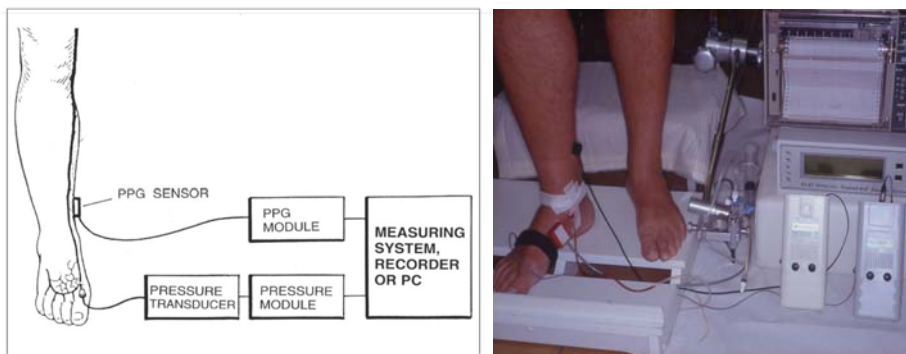 PPG SENSOR
PPG
MODULE
MEASURING
SYSTEM,
RECORDER
OR PC
PRESSURE
TRANSDUCER
PRESSURE
MODULE